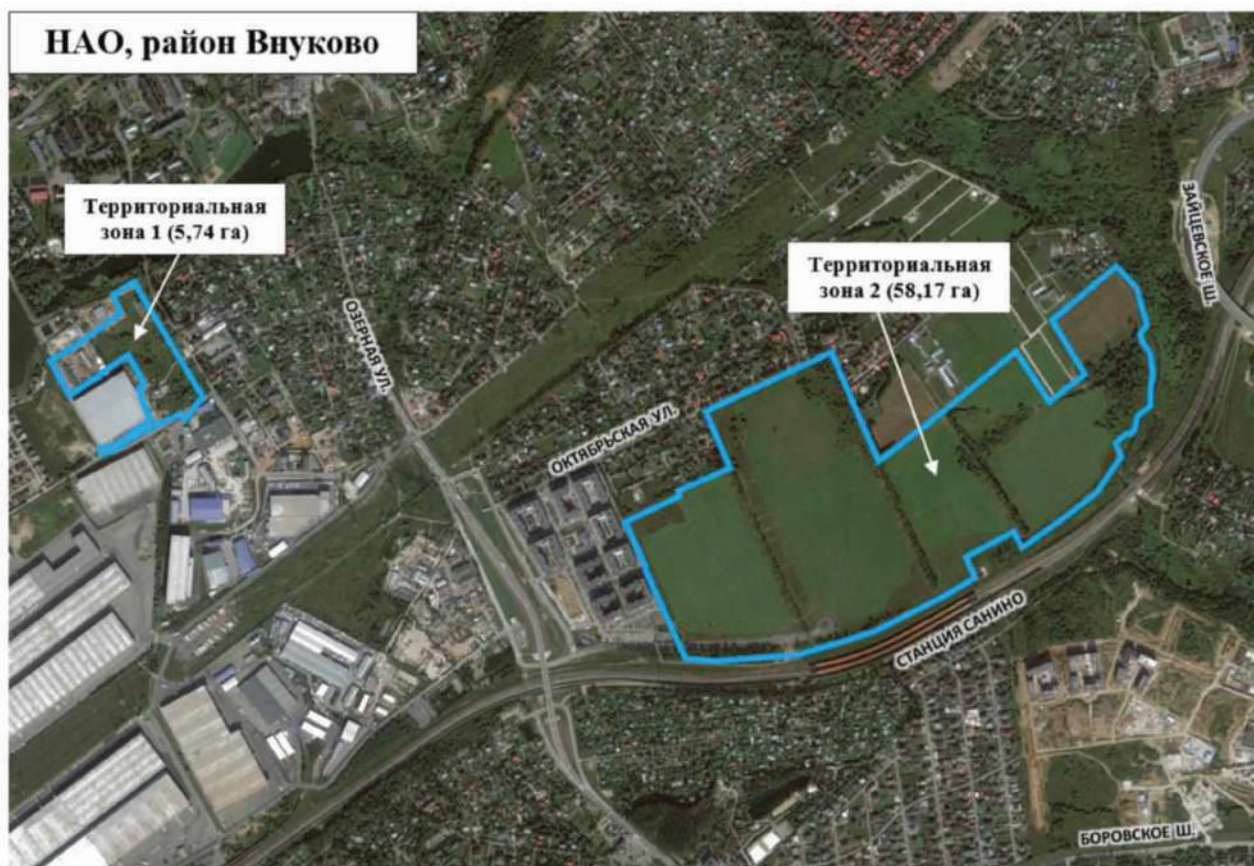 НАО, район Внуково
Территориальная
зона 1 (5,74 га)
ЗАЙЦЕВСКОЕ Ш.
Территориальная
зона 2 (58,17 га)
ОЗЕРНАЯ УЛ.
ОКТЯБРЬСКАЯ УЛ.
СТАНЦИЯ САНИНО
БОРОВСКОЕ Ш.